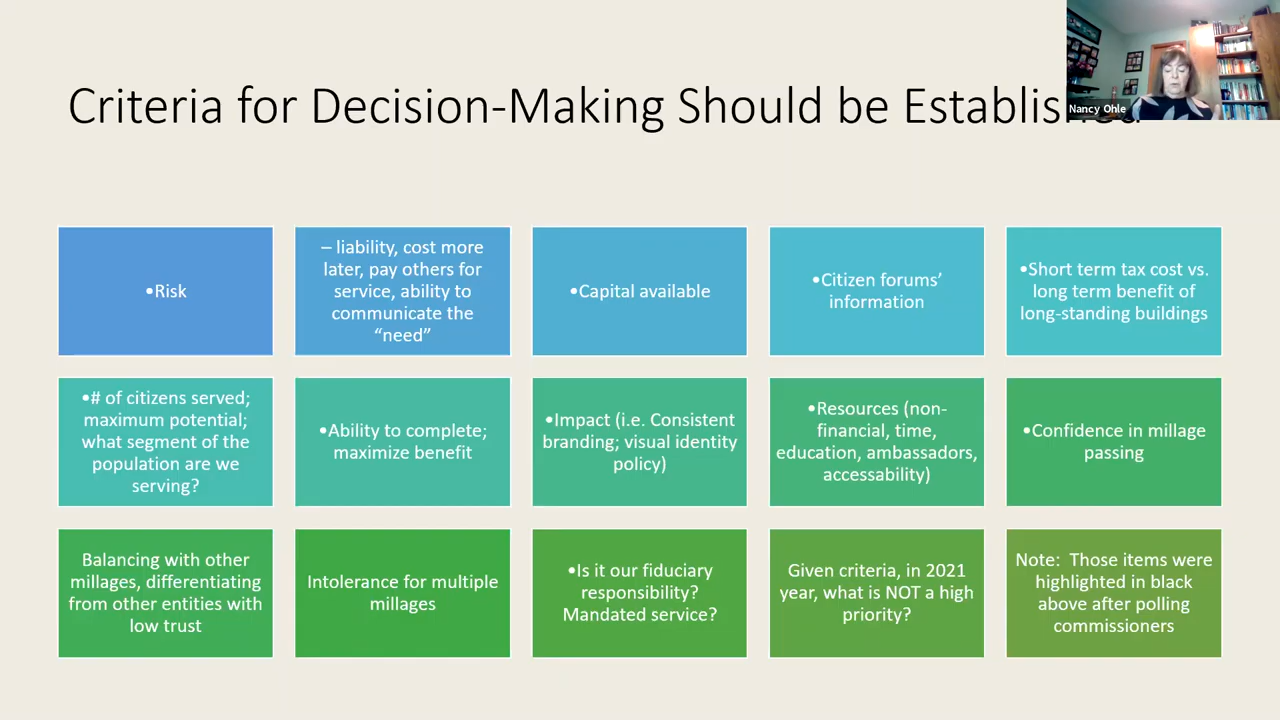 Criteria for Decision-Making Should be Established
Nancy Ohle
•Risk
– liability, cost more
later, pay others for
service, ability to
communicate the
“need”
•Capital available
•Citizen forums’
information
•Short term tax cost vs.
long term benefit of
long-standing buildings
•# of citizens served;
maximum potential;
what segment of the
population are we
serving?
•Ability to complete;
maximize benefit
•Impact (i.e. Consistent
branding; visual identity
policy)
•Resources (non-
financial, time,
education, ambassadors,
accessability)
•Confidence in millage
passing
Balancing with other
millages, differentiating
from other entities with
low trust
Intolerance for multiple
millages
•Is it our fiduciary
responsibility?
Mandated service?
Given criteria, in 2021
year, what is NOT a high
priority?
Note:  Those items were
highlighted in black
above after polling
commissioners